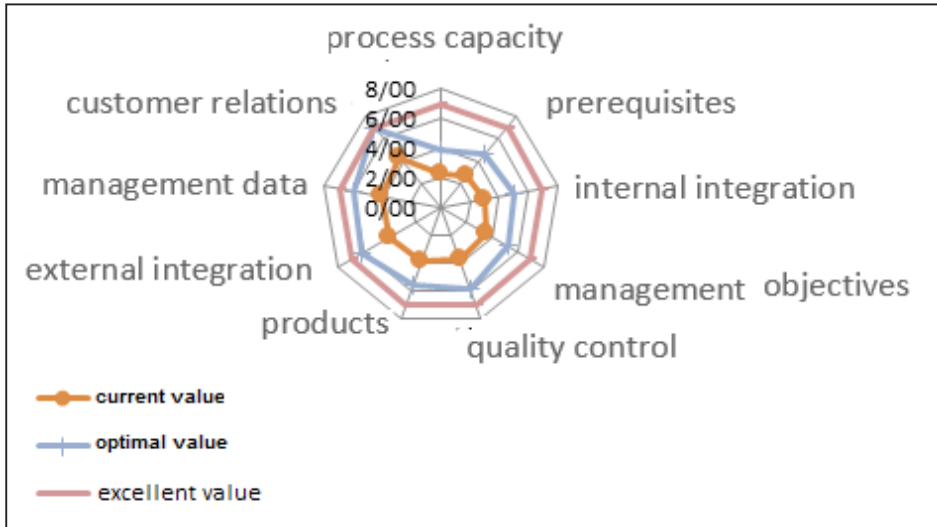 process capacity
8/00
customer relations
prerequisites
6/00
4/00
management data
2/00
internal integration
0/00
external integration
management objectives
products
quality control
current value
optimal value
excellent value